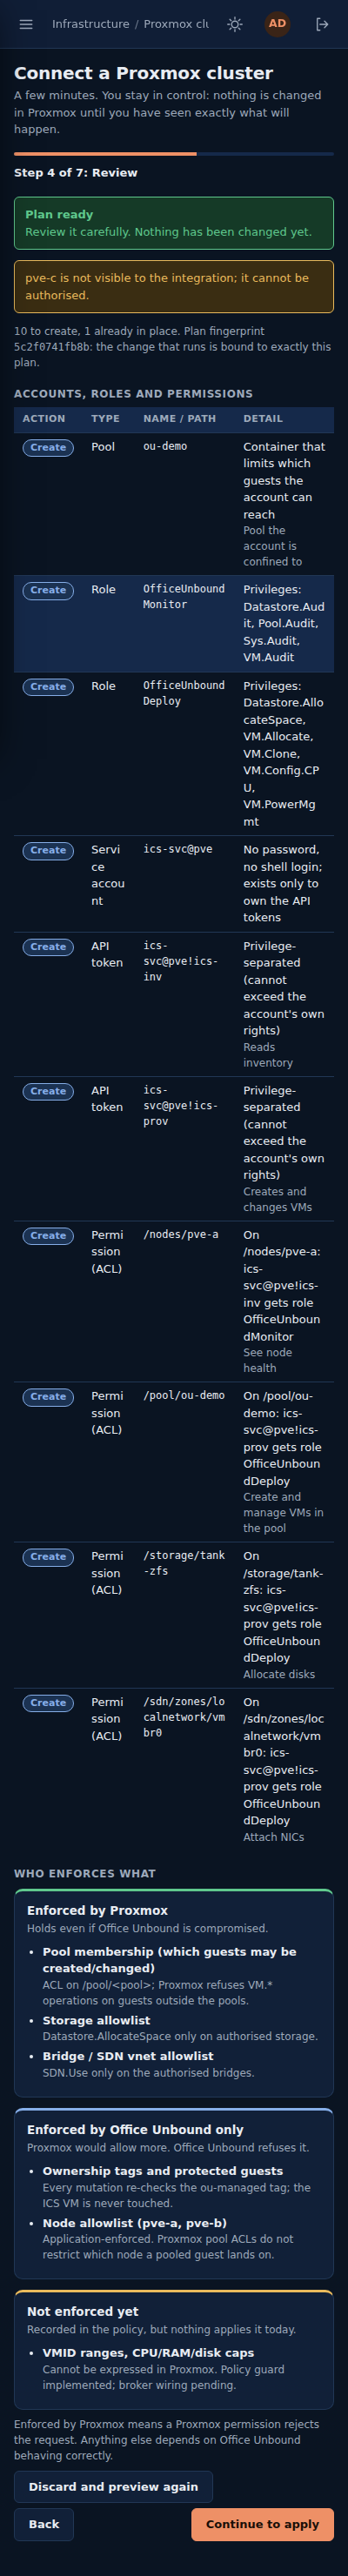 Infrastructure / Proxmox clu
AD
Connect a Proxmox cluster
A few minutes. You stay in control: nothing is changed
in Proxmox until you have seen exactly what will
happen.
Step 4 of 7: Review
Plan ready
Review it carefully. Nothing has been changed yet.
pve-c is not visible to the integration; it cannot be
authorised.
10 to create, 1 already in place. Plan fingerprint
5c2f0741fb8b: the change that runs is bound to exactly this
plan.
ACCOUNTS, ROLES AND PERMISSIONS
ACTION TYPE NAME / PATH DETAIL
Create Pool ou-demo Container that
limits which
guests the
account can
reach
Pool the
account is
confined to
Create Role OfficeUnbound Privileges:
Monitor Datastore.Aud
it, Pool.Audit,
Sys.Audit,
VM.Audit
Create Role OfficeUnbound Privileges:
Deploy Datastore.Allo
cateSpace,
VM.Allocate,
VM.Clone,
VM.Config.CP
U,
VM.PowerMg
mt
Create Servi ics-svc@pve No password,
ce no shell login;
accou exists only to
nt own the API
tokens
Create API ics- Privilege-
token svc@pve!ics- separated
inv (cannot
exceed the
account's own
rights)
Reads
inventory
Create API ics- Privilege-
token svc@pve!ics- separated
prov (cannot
exceed the
account's own
rights)
Creates and
changes VMs
Create Permi /nodes/pve-a On
ssion /nodes/pve-a:
(ACL) ics-
svc@pve!ics-
inv gets role
OfficeUnboun
dMonitor
See node
health
Create Permi /pool/ou-demo On /pool/ou-
ssion demo: ics-
(ACL) svc@pve!ics-
prov gets role
OfficeUnboun
dDeploy
Create and
manage VMs in
the pool
Create Permi /storage/tank On
ssion -zfs /storage/tank-
(ACL) zfs: ics-
svc@pve!ics-
prov gets role
OfficeUnboun
dDeploy
Allocate disks
Create Permi /sdn/zones/lo On
ssion calnetwork/vm /sdn/zones/loc
(ACL) br0 alnetwork/vm
br0: ics-
svc@pve!ics-
prov gets role
OfficeUnboun
dDeploy
Attach NICs
WHO ENFORCES WHAT
Enforced by Proxmox
Holds even if Office Unbound is compromised.
• Pool membership (which guests may be
created/changed)
ACL on /pool/<pool>; Proxmox refuses VM.*
operations on guests outside the pools.
• Storage allowlist
Datastore.AllocateSpace only on authorised storage.
• Bridge / SDN vnet allowlist
SDN.Use only on the authorised bridges.
Enforced by Office Unbound only
Proxmox would allow more. Office Unbound refuses it.
• Ownership tags and protected guests
Every mutation re-checks the ou-managed tag; the
ICS VM is never touched.
• Node allowlist (pve-a, pve-b)
Application-enforced. Proxmox pool ACLs do not
restrict which node a pooled guest lands on.
Not enforced yet
Recorded in the policy, but nothing applies it today.
• VMID ranges, CPU/RAM/disk caps
Cannot be expressed in Proxmox. Policy guard
implemented; broker wiring pending.
Enforced by Proxmox means a Proxmox permission rejects
the request. Anything else depends on Office Unbound
behaving correctly.
Discard and preview again
Back Continue to apply